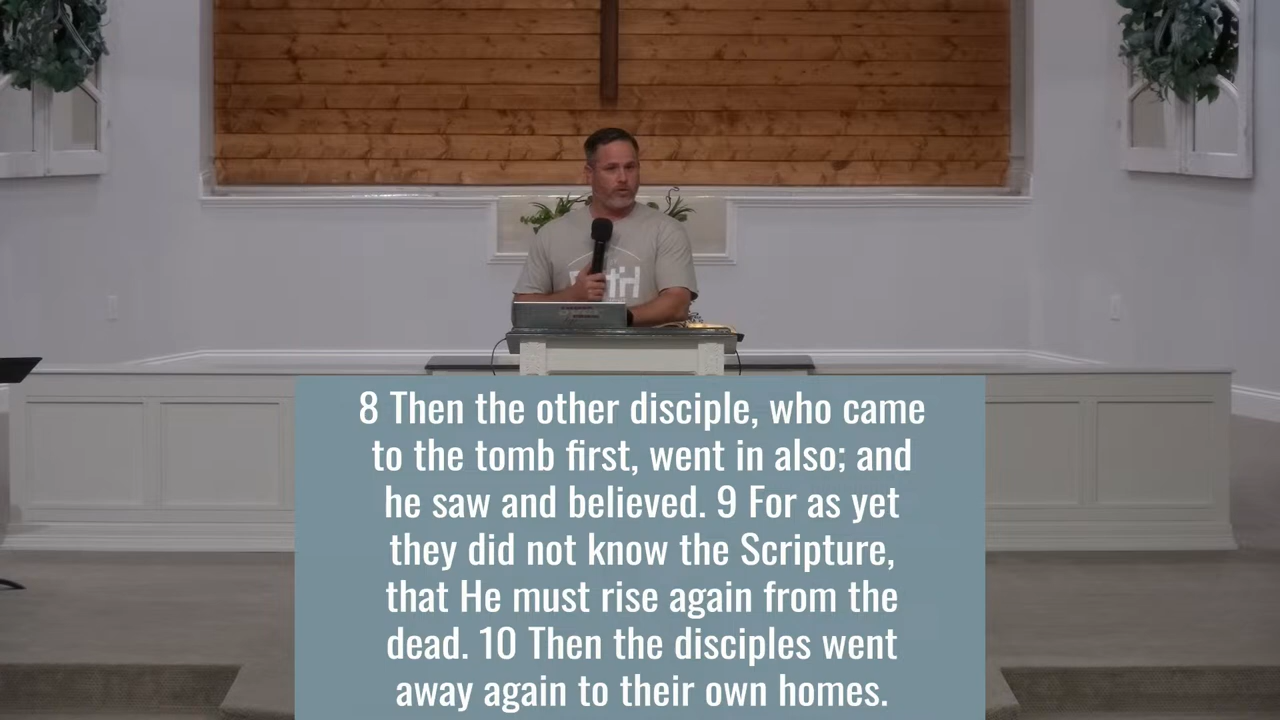 8 Then the other disciple, who came
to the tomb first, went in also; and
he saw and believed. 9 For as yet
they did not know the Scripture,
that He must rise again from the
dead. 10 Then the disciples went
away again to their own homes.